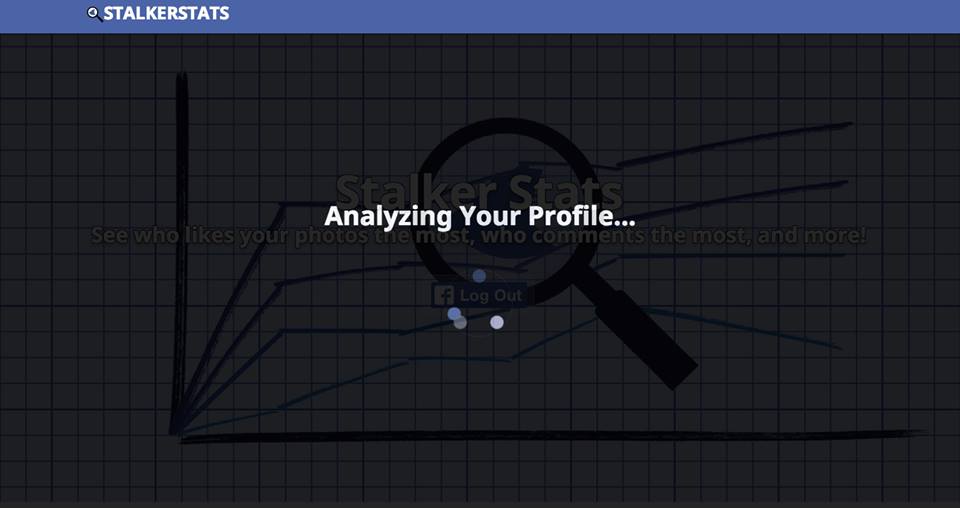 STALKERSTATS
Stalker Stats
Analyzing Your Profile...
See who likes your photos the most, who comments the most, and more!
Log Out